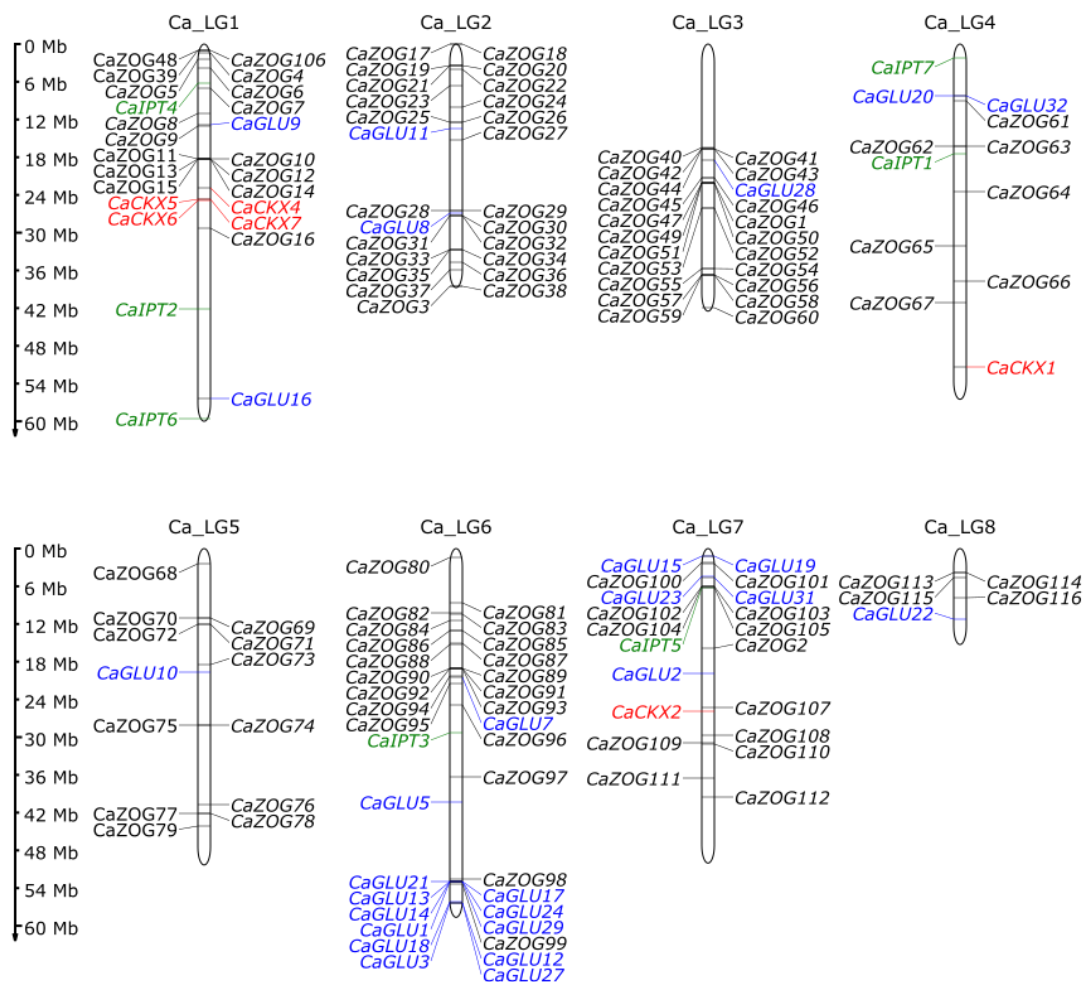 Ca_LG1
Ca_LG2
Ca_LG3
Ca_LG4
0 Mb
6 Mb
12 Mb
18 Mb
24 Mb
30 Mb
36 Mb
42 Mb
48 Mb
54 Mb
60 Mb
CaZOG48
CaZOG39
CaZOG5
CaIPT4
CaZOG8
CaZOG9
CaZOG11
CaZOG13
CaZOG15
CaCKX5
CaCKX6
CaIPT2
CaIPT6
CaZOG106
CaZOG4
CaZOG6
CaZOG7
CaGLU9
CaZOG10
CaZOG12
CaZOG14
CaCKX4
CaCKX7
CaZOG16
CaGLU16
CaZOG17
CaZOG19
CaZOG21
CaZOG23
CaZOG25
CaGLU11
CaZOG28
CaGLU8
CaZOG31
CaZOG33
CaZOG35
CaZOG37
CaZOG3
CaZOG18
CaZOG20
CaZOG22
CaZOG24
CaZOG26
CaZOG27
CaZOG29
CaZOG30
CaZOG32
CaZOG34
CaZOG36
CaZOG38
CaZOG40
CaZOG42
CaZOG44
CaZOG45
CaZOG47
CaZOG49
CaZOG51
CaZOG53
CaZOG55
CaZOG57
CaZOG59
CaZOG41
CaZOG43
CaGLU28
CaZOG46
CaZOG1
CaZOG50
CaZOG52
CaZOG54
CaZOG56
CaZOG58
CaZOG60
CaIPT7
CaGLU20
CaZOG62
CaIPT1
CaZOG65
CaZOG67
CaGLU32
CaZOG61
CaZOG63
CaZOG64
CaZOG66
CaCKX1
Ca_LG5
Ca_LG6
Ca_LG7
Ca_LG8
0 Mb
6 Mb
12 Mb
18 Mb
24 Mb
30 Mb
36 Mb
42 Mb
48 Mb
54 Mb
60 Mb
CaZOG68
CaZOG70
CaZOG72
CaGLU10
CaZOG75
CaZOG77
CaZOG79
CaZOG69
CaZOG71
CaZOG73
CaZOG74
CaZOG76
CaZOG78
CaZOG80
CaZOG82
CaZOG84
CaZOG86
CaZOG88
CaZOG90
CaZOG92
CaZOG94
CaZOG95
CaIPT3
CaGLU5
CaGLU21
CaGLU13
CaGLU14
CaGLU1
CaGLU18
CaGLU3
CaZOG81
CaZOG83
CaZOG85
CaZOG87
CaZOG89
CaZOG91
CaZOG93
CaGLU7
CaZOG96
CaZOG97
CaZOG98
CaGLU17
CaGLU24
CaGLU29
CaZOG99
CaGLU12
CaGLU27
CaGLU15
CaZOG100
CaGLU23
CaZOG102
CaZOG104
CaIPT5
CaGLU2
CaCKX2
CaZOG109
CaZOG111
CaGLU19
CaZOG101
CaGLU31
CaZOG103
CaZOG105
CaZOG2
CaZOG107
CaZOG108
CaZOG110
CaZOG112
CaZOG113
CaZOG115
CaGLU22
CaZOG114
CaZOG116